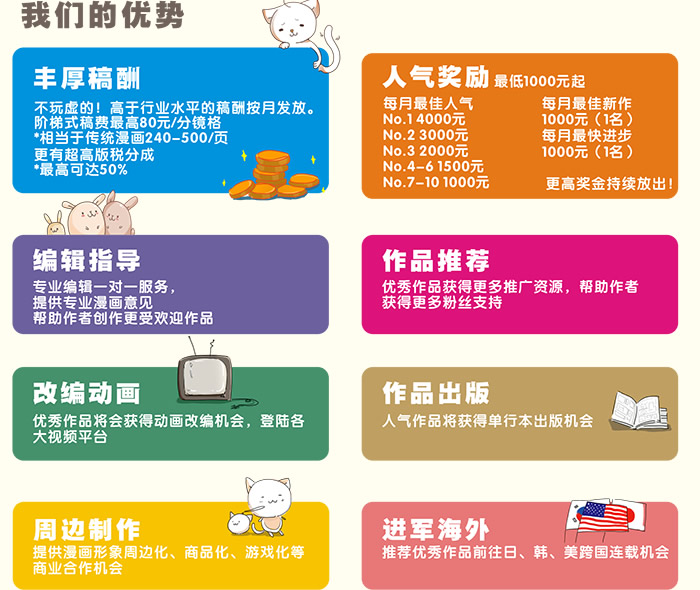 我们的优势
丰厚稿酬
不玩虚的！高于行业水平的稿酬按月发放。
阶梯式稿费最高80元/分镜格
*相当于传统漫画240-500/页
更有超高版税分成
*最高可达50%
人气奖励 最低1000元起
每月最佳人气
No.1 4000元
No.2 3000元
No.3 2000元
No.4-6 1500元
No.7-10 1000元
每月最佳新作
1000元（1名）
每月最快进步
1000元（1名）
更高奖金持续放出!
编辑指导
专业编辑一对一服务，
提供专业漫画意见
帮助作者创作更受欢迎作品
作品推荐
优秀作品获得更多推广资源，帮助作者
获得更多粉丝支持
改编动画
优秀作品将会获得动画改编机会，登陆各
大视频平台
作品出版
人气作品将获得单行本出版机会
周边制作
提供漫画形象周边化、商品化、游戏化等
商业合作机会
进军海外
推荐优秀作品前往日、韩、美跨国连载机会